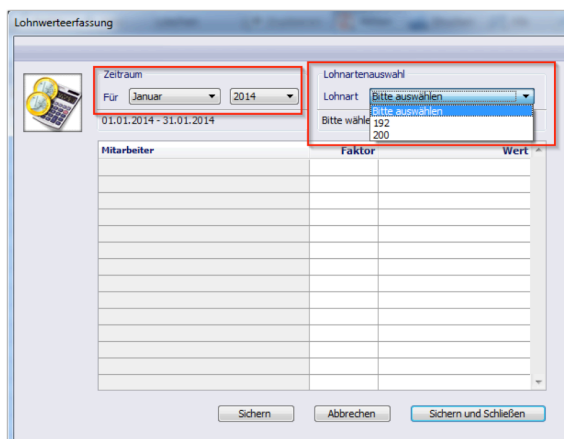 Lohnwerteerfassung
Zeitraum
Für Januar 2014
01.01.2014 - 31.01.2014
Lohnartenauswahl
Lohnart Bitte auswählen
Bitte auswählen
192
200
Bitte
Mitarbeiter Faktor Wert
Sichern Abbrechen Sichern und Schließen